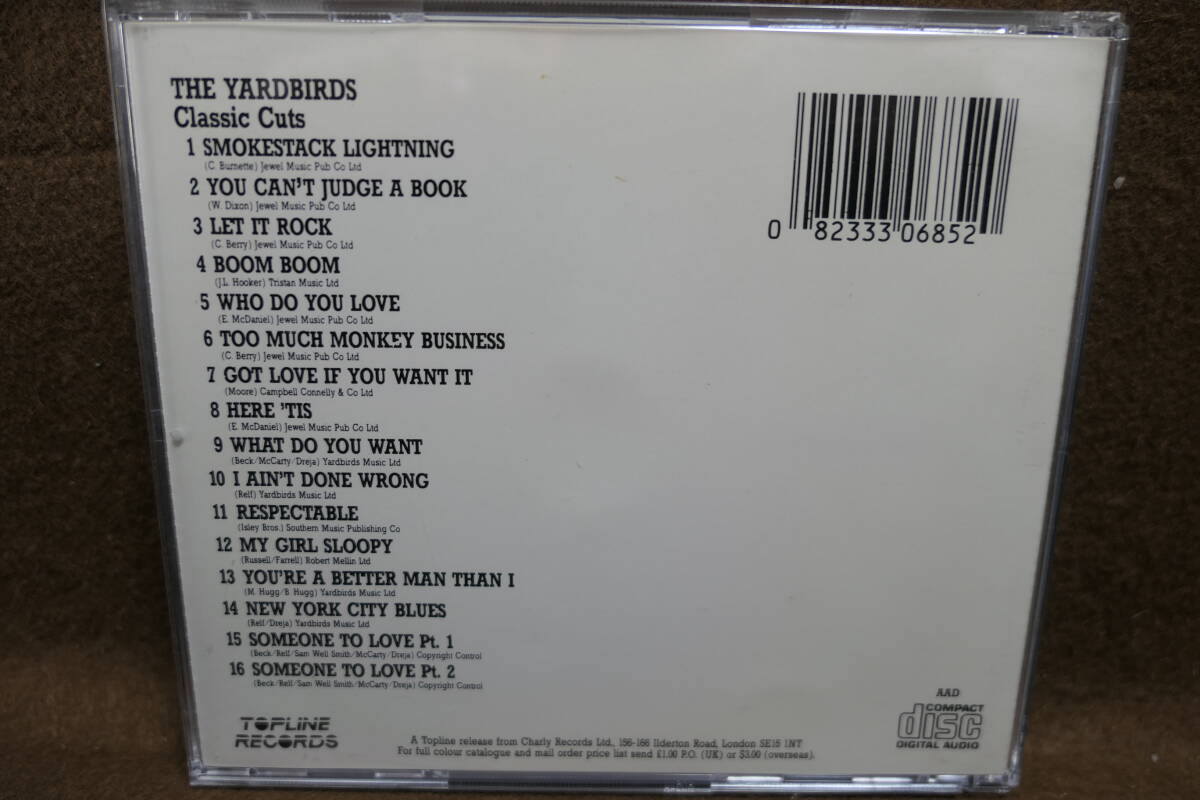 THE YARDBIRDS
Classic Cuts
1 SMOKESTACK LIGHTNING
(C. Burnette) Jewel Music Pub Co Ltd
2 YOU CAN'T JUDGE A BOOK
(W. Dixon) Jewel Music Pub Co Ltd
3 LET IT ROCK
(C. Berry) Jewel Music Pub Co Ltd
4 BOOM BOOM
(J.L. Hooker) Tristan Music Ltd
5 WHO DO YOU LOVE
(E. McDaniel) Jewel Music Pub Co Ltd
6 TOO MUCH MONKEY BUSINESS
(C. Berry) Jewel Music Pub Co Ltd
7 GOT LOVE IF YOU WANT IT
(Moore) Campbell Connelly & Co Ltd
8 HERE 'TIS
(E. McDaniel) Jewel Music Pub Co Ltd
9 WHAT DO YOU WANT
(Beck/McCarty/Dreja) Yardbirds Music Ltd
10 I AIN'T DONE WRONG
(Relf) Yardbirds Music Ltd
11 RESPECTABLE
(Isley Bros.) Southern Music Publishing Co
12 MY GIRL SLOOPY
(Russell/Farrell) Robert Mellin Ltd
13 YOU'RE A BETTER MAN THAN I
(M. Hugg/B. Hugg) Yardbirds Music Ltd
14 NEW YORK CITY BLUES
(Relf/Dreja) Yardbirds Music Ltd
15 SOMEONE TO LOVE Pt. 1
(Beck/Relf/Sam Well Smith/McCarty/Dreja) Copyright Control
16 SOMEONE TO LOVE Pt. 2
(Beck/Relf/Sam Well Smith/McCarty/Dreja) Copyright Control
0 82333 06852
TOPLINE
RECORDS
A Topline release from Charly Records Ltd., 156-166 Ilderton Road, London SE15 1NT
For full colour catalogue and mail order price list send £1.00 P.O. (UK) or $3.00 (overseas).
AAD
COMPACT
disc
DIGITAL AUDIO